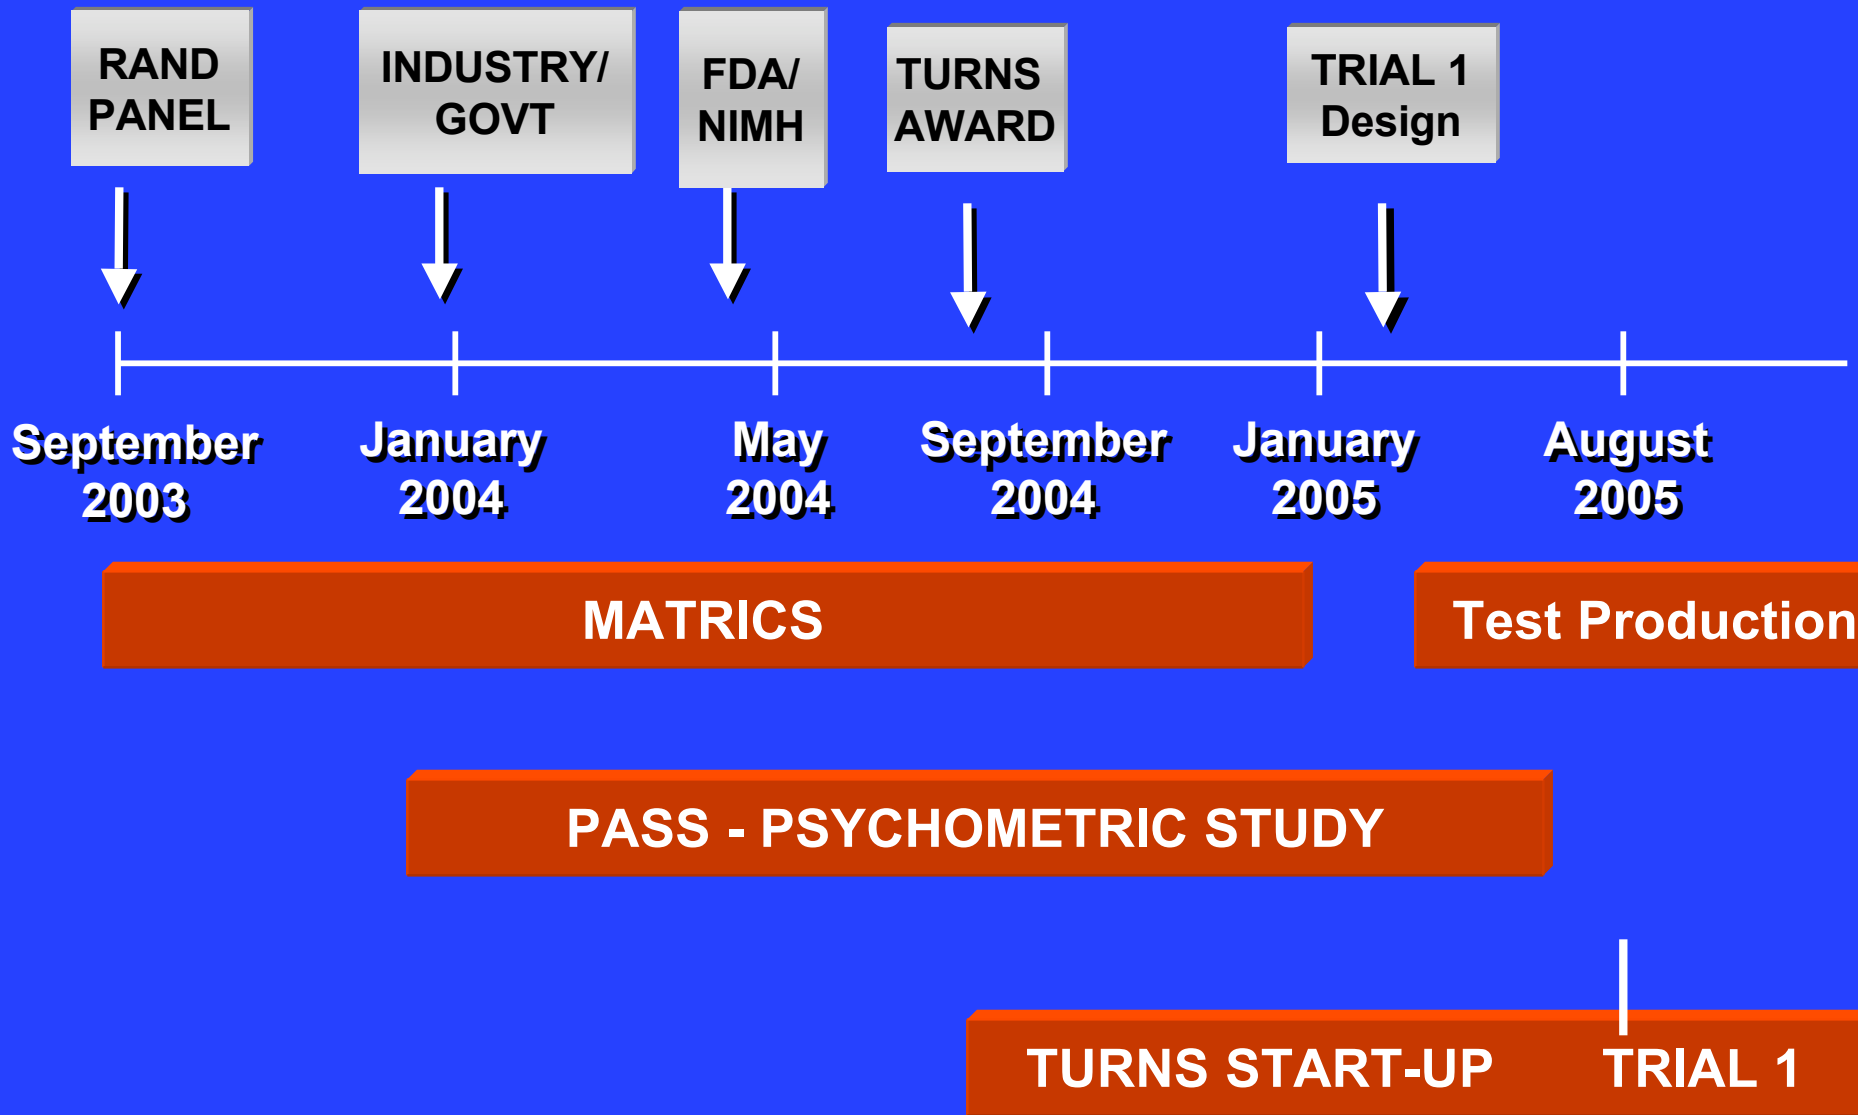 RAND
PANEL
INDUSTRY/
GOVT
FDA/
NIMH
TURNS
AWARD
TRIAL 1
Design
September
2003
January
2004
May
2004
September
2004
January
2005
August
2005
MATRICS
Test Production
PASS - PSYCHOMETRIC STUDY
TURNS START-UP
TRIAL 1